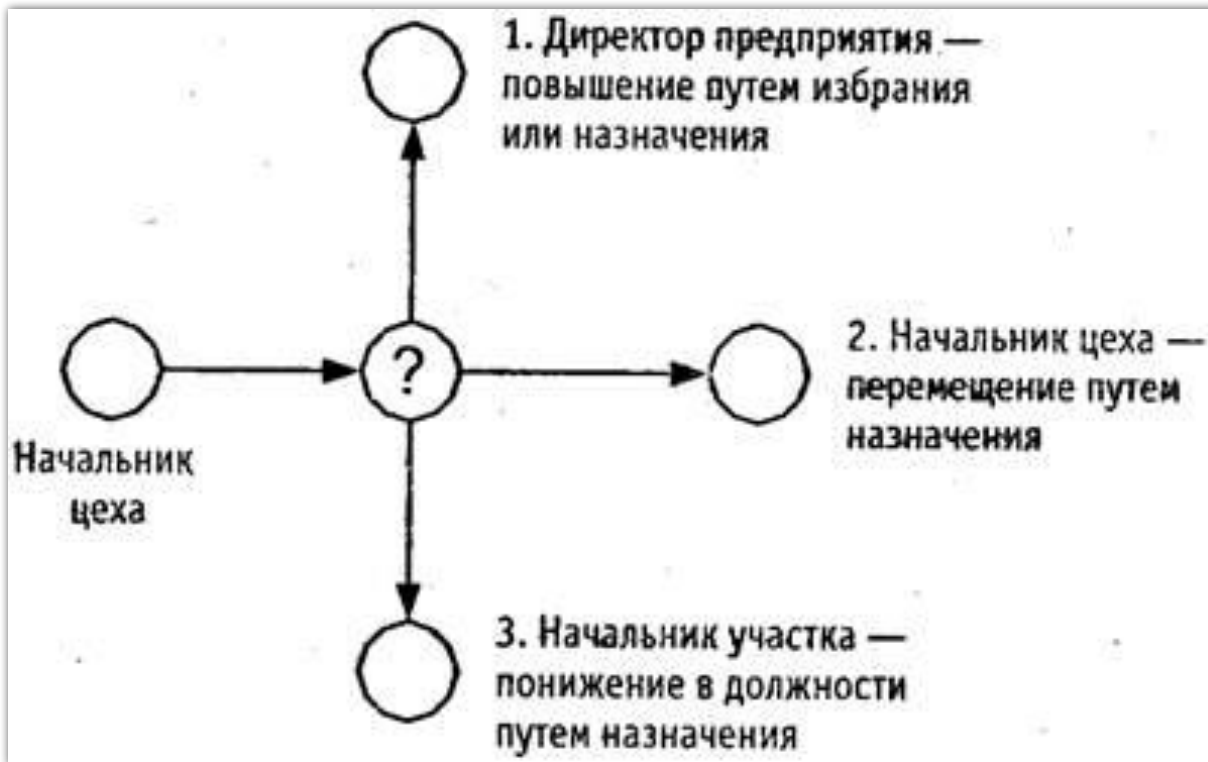 1. Директор предприятия —
повышение путем избрания
или назначения
?
2. Начальник цеха —
перемещение путем
назначения
Начальник
цеха
3. Начальник участка —
понижение в должности
путем назначения